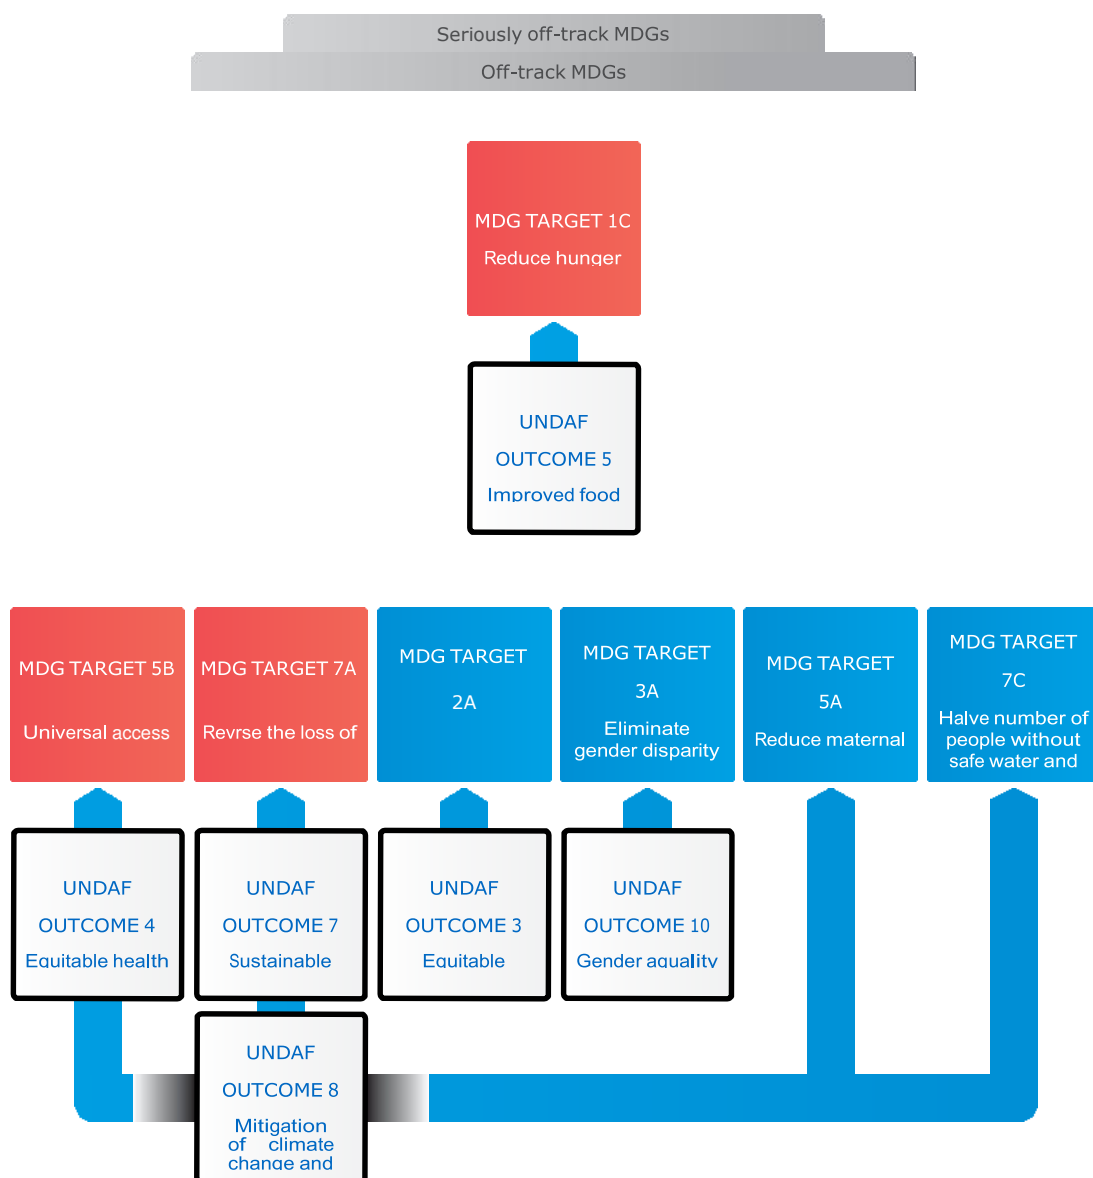 Seriously off-track MDGs
Off-track MDGs
MDG TARGET 1C
Reduce hunger
UNDAF
OUTCOME 5
Improved food
MDG TARGET 5B
Universal access
MDG TARGET 7A
Revrse the loss of
MDG TARGET
2A
MDG TARGET
3A
Eliminate
gender disparity
MDG TARGET
5A
Reduce maternal
MDG TARGET
7C
Halve number of
people without
safe water and
UNDAF
OUTCOME 4
Equitable health
UNDAF
OUTCOME 7
Sustainable
UNDAF
OUTCOME 3
Equitable
UNDAF
OUTCOME 10
Gender aquality
UNDAF
OUTCOME 8
Mitigation
of climate
change and